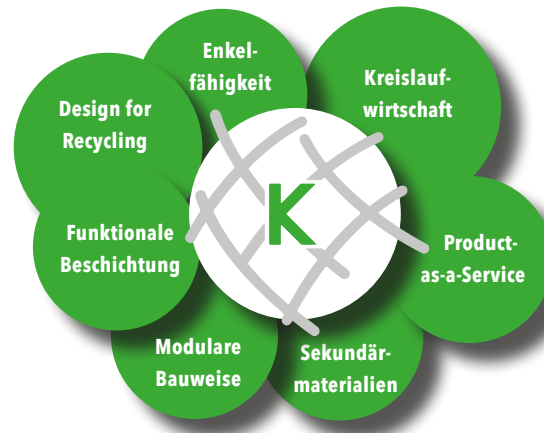 Enkel-
fähigkeit
Kreislauf-
wirtschaft
Design for
Recycling
K
Funktionale
Beschichtung
Product-
as-a-Service
Modulare
Bauweise
Sekundär-
materialien